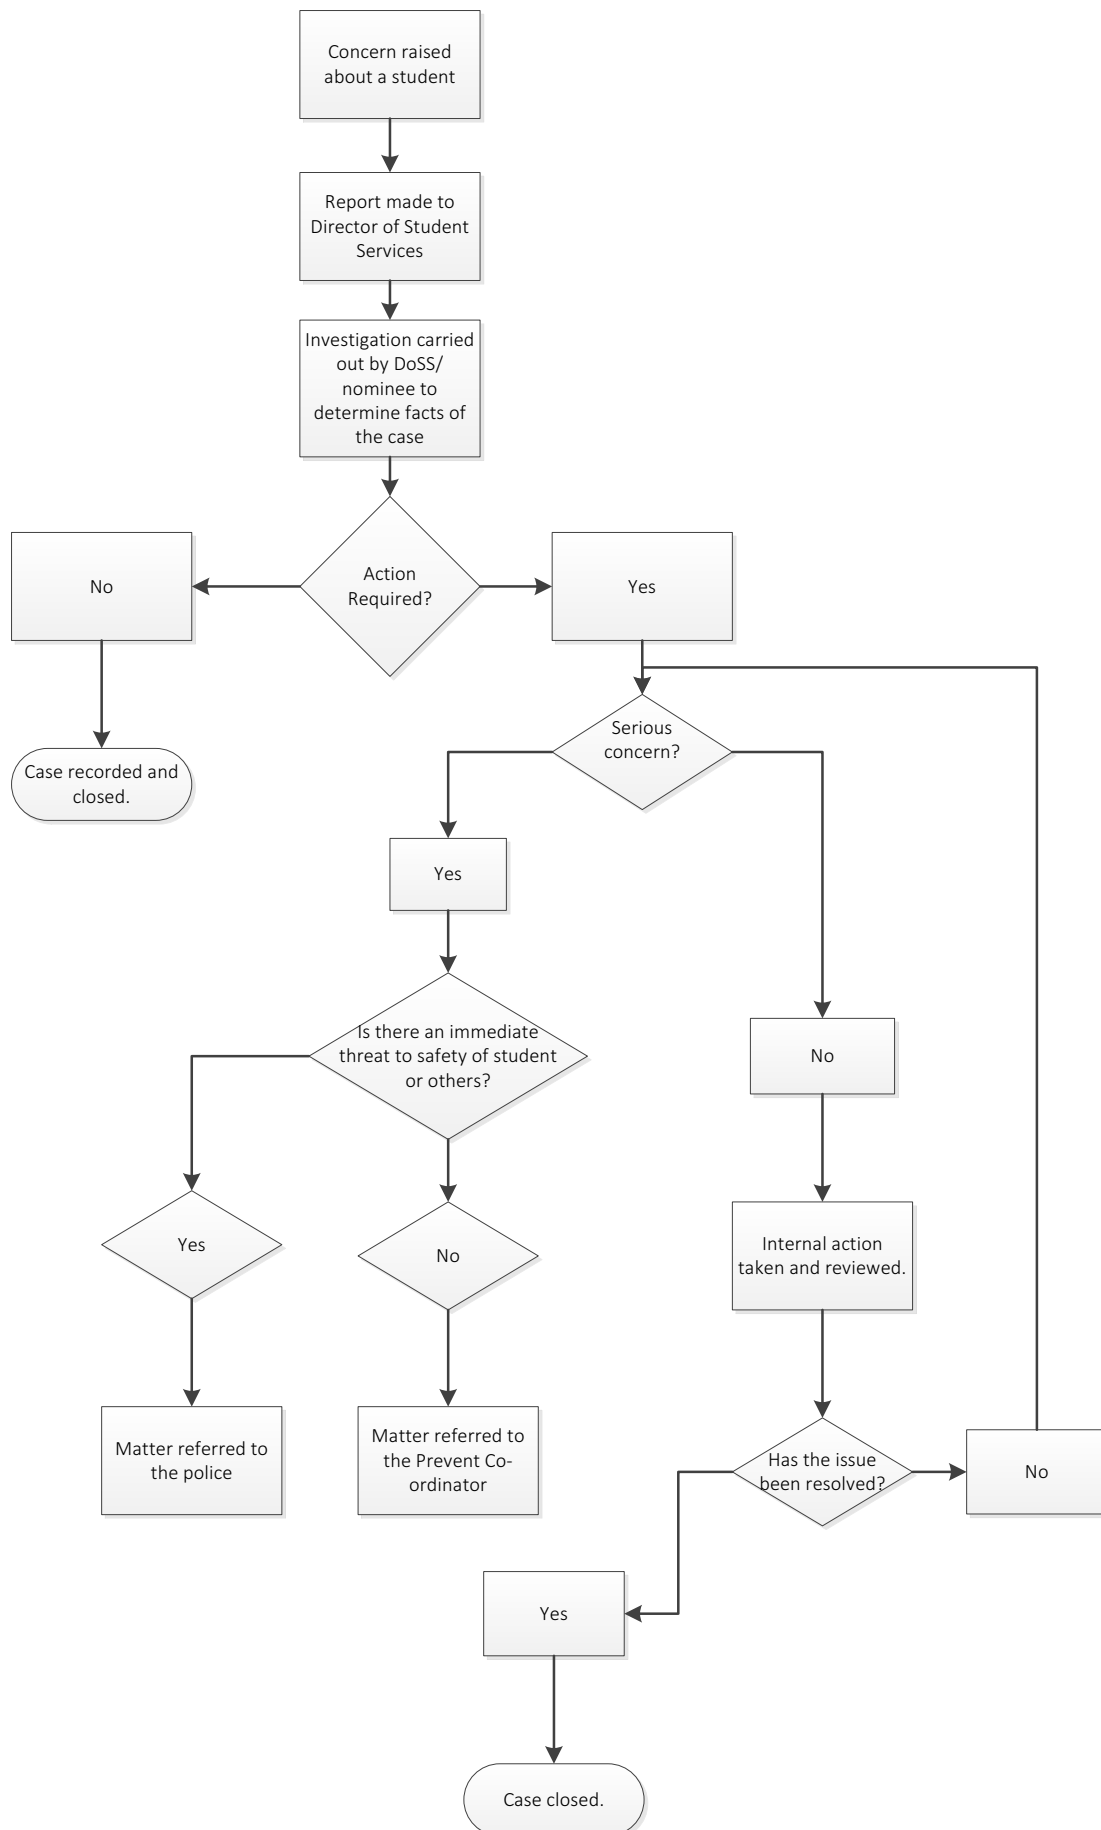 Concern raised
about a student
Report made to
Director of Student
Services
Investigation carried
out by DoSS/
nominee to
determine facts of
the case
Action
Required?
No
Yes
Case recorded and
closed.
Serious
concern?
Yes
Is there an immediate
threat to safety of student
or others?
No
Yes
No
Internal action
taken and reviewed.
Matter referred to
the police
Matter referred to
the Prevent Co-
ordinator
Has the issue
been resolved?
No
Yes
Case closed.